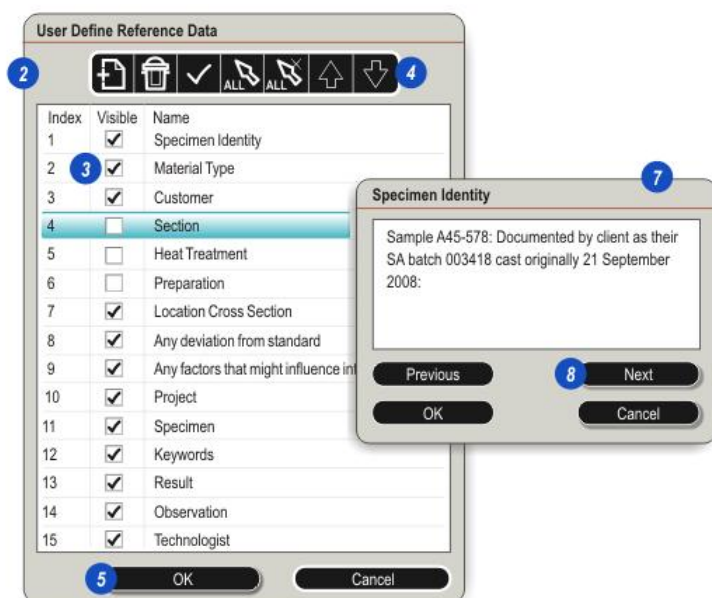 User Define Reference Data
2
ALL
ALL
4
Index Visible Name
1 Specimen Identity
2 3 Material Type
3 Customer
4 Section
5 Heat Treatment
6 Preparation
7 Location Cross Section
8 Any deviation from standard
9 Any factors that might influence int
10 Project
11 Specimen
12 Keywords
13 Result
14 Observation
15 Technologist
5 OK Cancel
7
Specimen Identity
Sample A45-578: Documented by client as their
SA batch 003418 cast originally 21 September
2008:
Previous 8 Next
OK Cancel